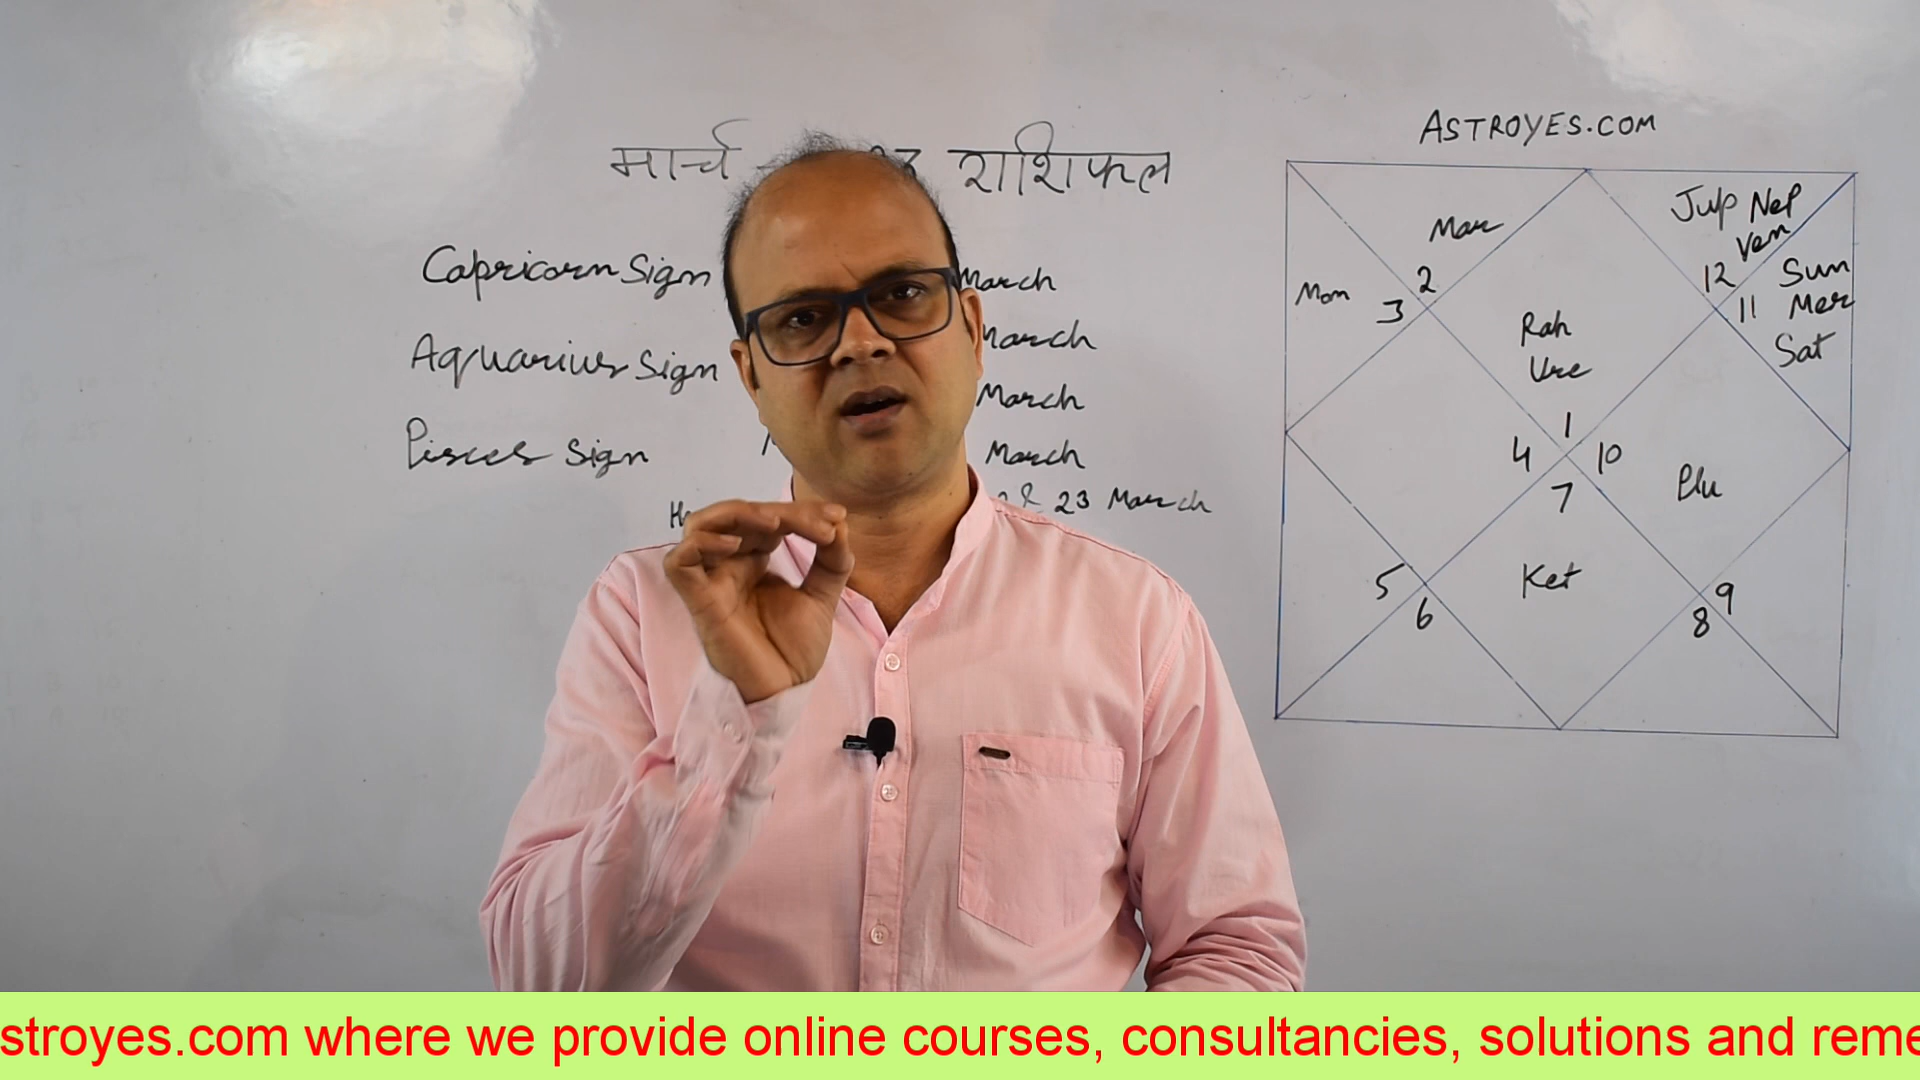 मार्च राशिफल
Capricorn Sign March
Aquarius Sign March
March
Pisces Sign March
& 23 March
ASTROYES.COM
Mar
Jup Nep
Ven
Mon
2
3
12
11
Sun
Mer
Sat
Rah
Ure
1
4
10
7
Plu
Ket
5
6
9
8
stroyes.com where we provide online courses, consultancies, solutions and reme